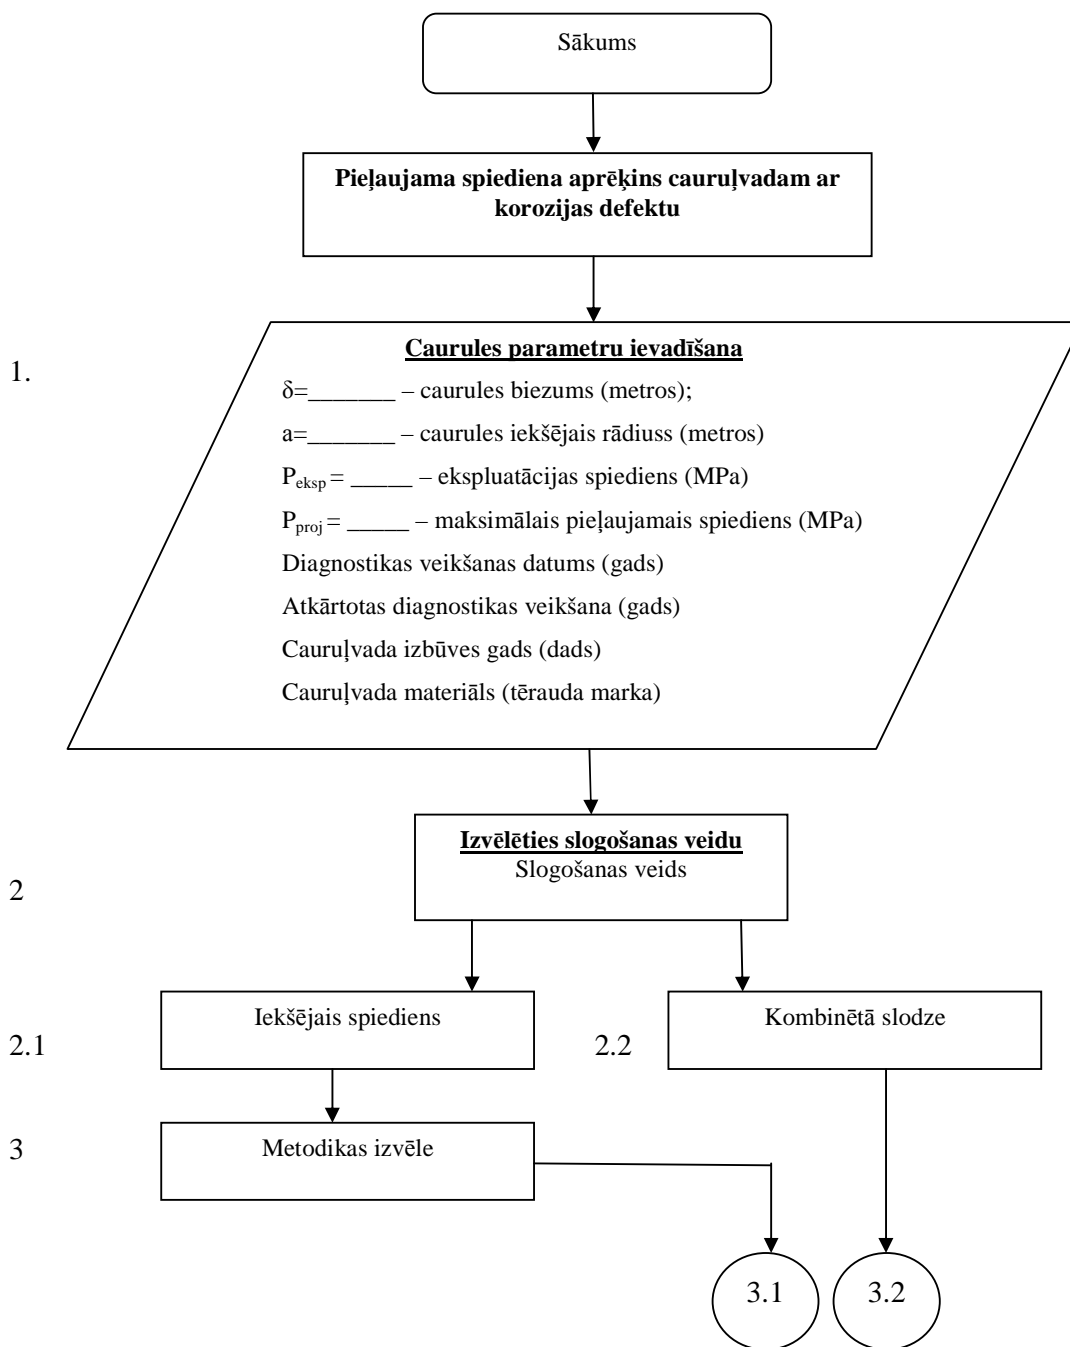 Sākums
Pieļaujama spiediena aprēķins cauruļvadam ar
korozijas defektu
1.
Caurules parametru ievadīšana
δ=_______ – caurules biezums (metros);
a=_______ – caurules iekšējais rādiuss (metros)
Peksp = _____ – ekspluatācijas spiediens (MPa)
Pproj = _____ – maksimālais pieļaujamais spiediens (MPa)
Diagnostikas veikšanas datums (gads)
Atkārtotas diagnostikas veikšana (gads)
Cauruļvada izbūves gads (dads)
Cauruļvada materiāls (tērauda marka)
Izvēlēties slogošanas veidu
Slogošanas veids
2
Iekšējais spiediens
Kombinētā slodze
2.1
2.2
3
Metodikas izvēle
3.1
3.2